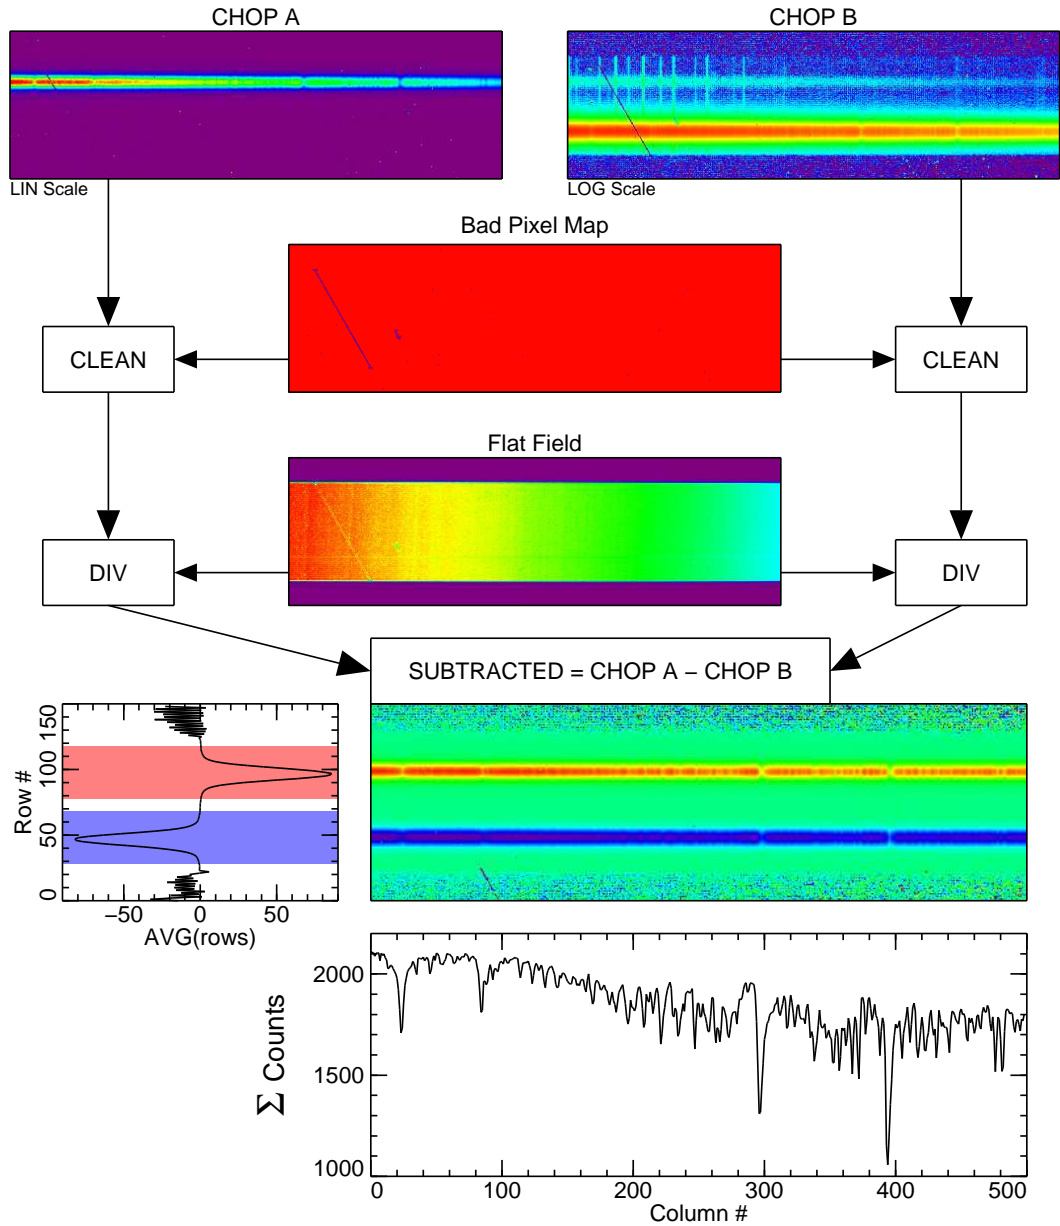 CHOP A
CHOP B
LIN Scale
LOG Scale
Bad Pixel Map
CLEAN
CLEAN
Flat Field
DIV
DIV
SUBTRACTED = CHOP A − CHOP B
Row #
150
100
50
0
−50
0
50
AVG(rows)
Σ Counts
2000
1500
1000
0
100
200
300
400
500
Column #